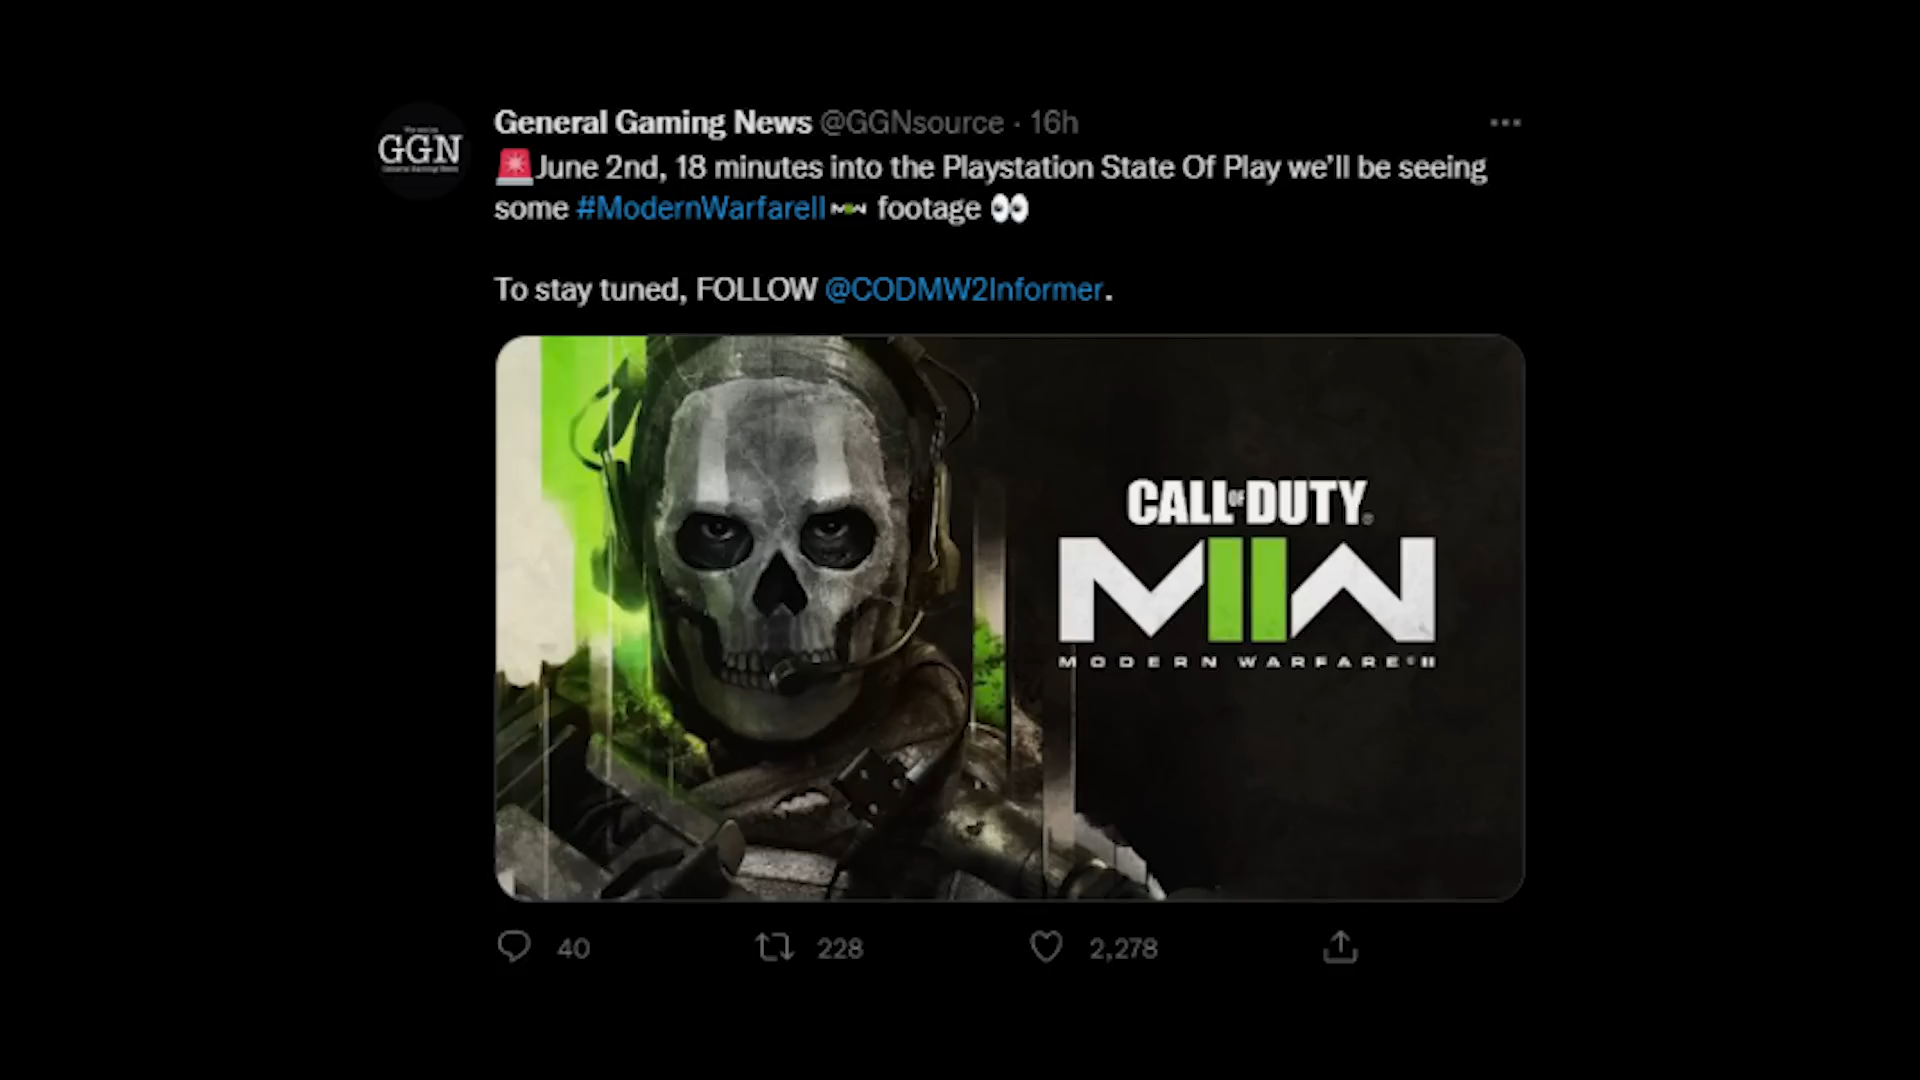 GGN
General Gaming News @GGNsource · 16h
🚨June 2nd, 18 minutes into the Playstation State Of Play we'll be seeing
some #ModernWarfareII MIIW footage 👀
To stay tuned, FOLLOW @CODMW2Informer.
CALL OF DUTY®
MIIW
MODERN WARFARE® II
40 228 2,278